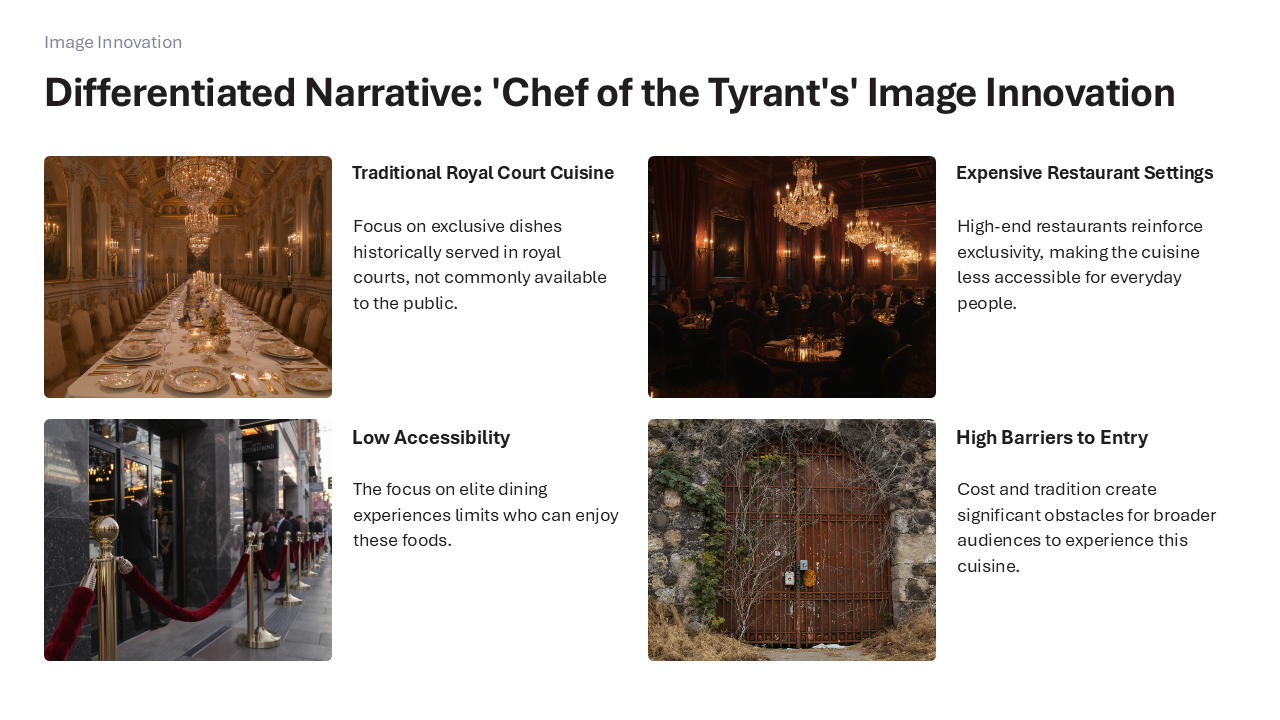 Image Innovation
Differentiated Narrative: 'Chef of the Tyrant's' Image Innovation
Traditional Royal Court Cuisine
Focus on exclusive dishes
historically served in royal
courts, not commonly available
to the public.
Expensive Restaurant Settings
High-end restaurants reinforce
exclusivity, making the cuisine
less accessible for everyday
people.
Low Accessibility
The focus on elite dining
experiences limits who can enjoy
these foods.
High Barriers to Entry
Cost and tradition create
significant obstacles for broader
audiences to experience this
cuisine.